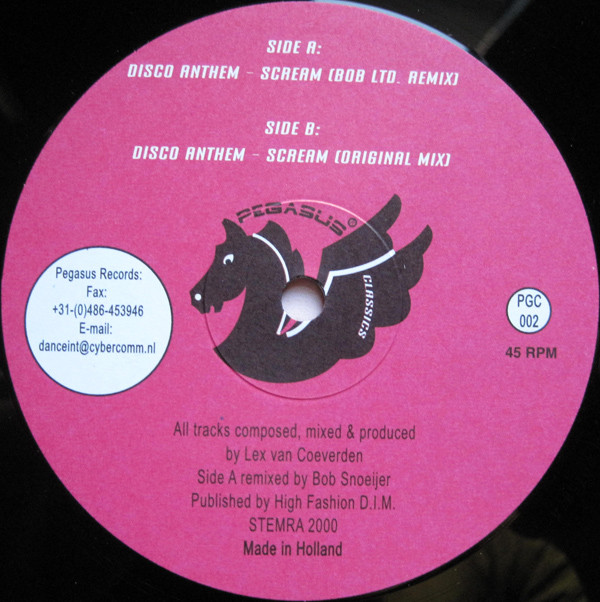 SIDE A:
DISCO ANTHEM - SCREAM (BOB LTD. REMIX)
SIDE B:
DISCO ANTHEM - SCREAM (ORIGINAL MIX)
PEGASUS®
CLASSICS
Pegasus Records:
Fax:
+31-(0)486-453946
E-mail:
danceint@cybercomm.nl
PGC
002
45 RPM
All tracks composed, mixed & produced
by Lex van Coeverden
Side A remixed by Bob Snoeijer
Published by High Fashion D.I.M.
STEMRA 2000
Made in Holland